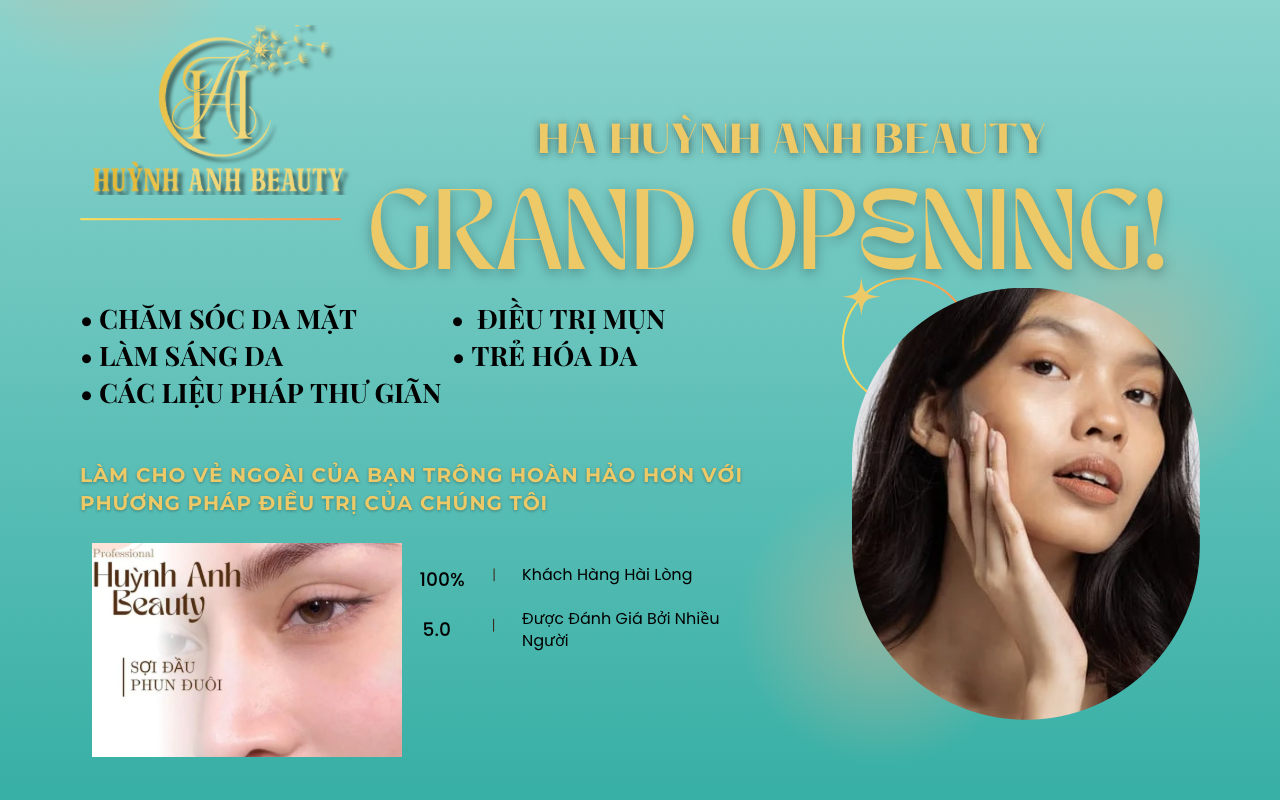 HUỲNH ANH BEAUTY
HA HUỲNH ANH BEAUTY
GRAND OPENING!
• CHĂM SÓC DA MẶT
• LÀM SÁNG DA
• CÁC LIỆU PHÁP THƯ GIÃN
• ĐIỀU TRỊ MỤN
• TRẺ HÓA DA
LÀM CHO VẺ NGOÀI CỦA BẠN TRÔNG HOÀN HẢO HƠN VỚI
PHƯƠNG PHÁP ĐIỀU TRỊ CỦA CHÚNG TÔI
Professional
Huỳnh Anh
Beauty
SỢI ĐẦU
PHUN ĐUÔI
100% | Khách Hàng Hài Lòng
5.0 | Được Đánh Giá Bởi Nhiều
Người